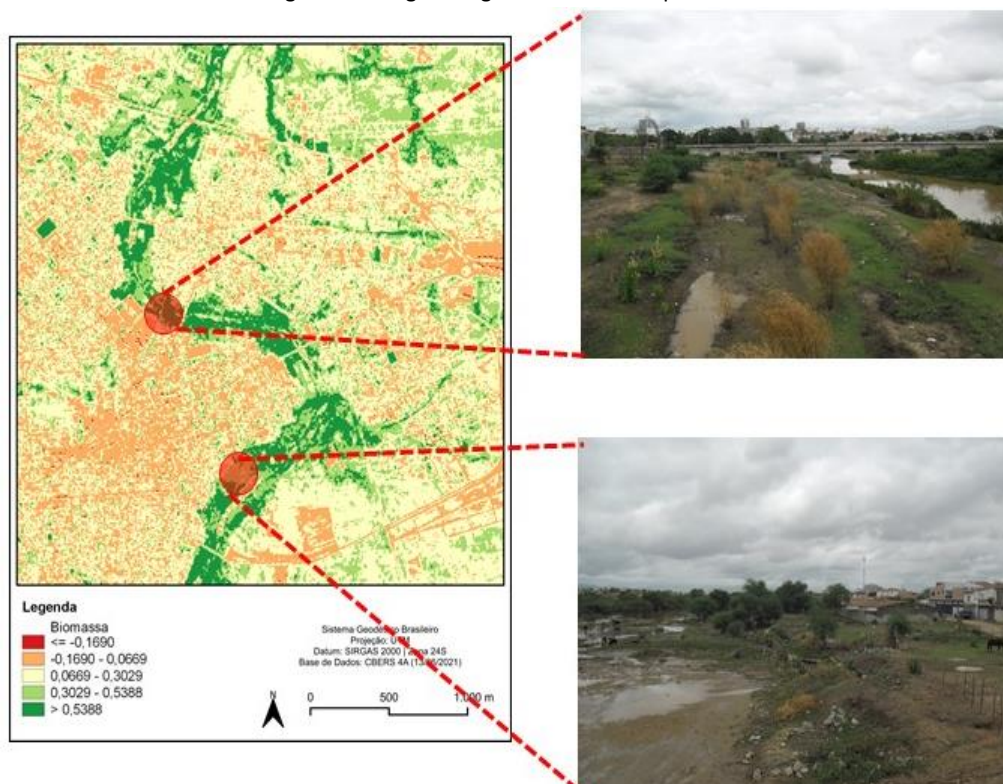 Legenda
Biomassa
<= -0,1690
-0,1690 - 0,0669
0,0669 - 0,3029
0,3029 - 0,5388
> 0,5388
Sistema Geodésico Brasileiro
Projeção:
Datum: SIRGAS 2000 | Zona 24S
Base de Dados: CBERS 4A
N
0 500 1.000 m